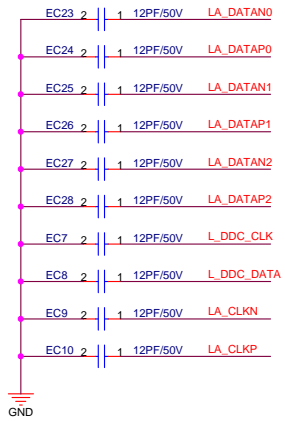 EC23 2 1 12PF/50V LA_DATAN0
EC24 2 1 12PF/50V LA_DATAP0
EC25 2 1 12PF/50V LA_DATAN1
EC26 2 1 12PF/50V LA_DATAP1
EC27 2 1 12PF/50V LA_DATAN2
EC28 2 1 12PF/50V LA_DATAP2
EC7 2 1 12PF/50V L_DDC_CLK
EC8 2 1 12PF/50V L_DDC_DATA
EC9 2 1 12PF/50V LA_CLKN
EC10 2 1 12PF/50V LA_CLKP
GND